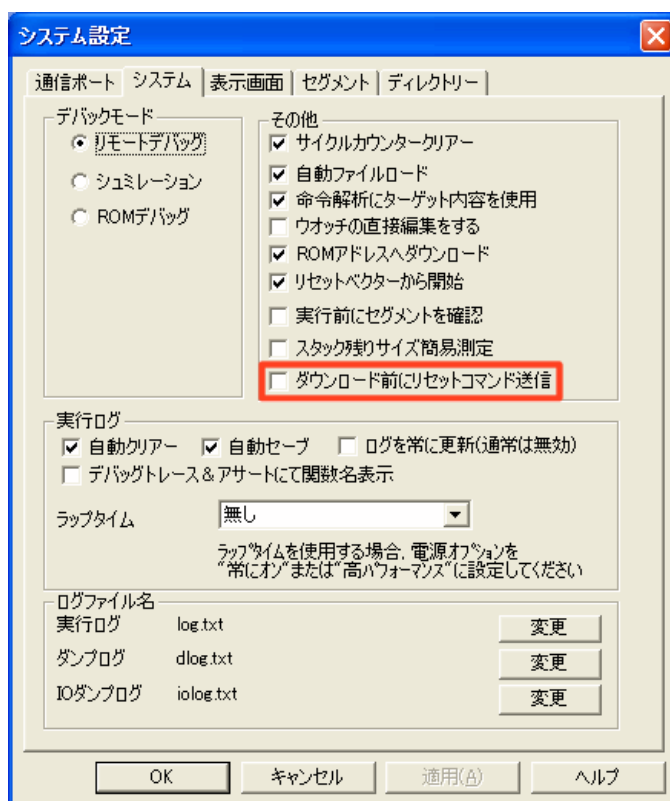 システム設定
通信ポート システム 表示画面 セグメント ディレクトリー
デバックモード
リモートデバッグ
シュミレーション
ROMデバッグ
その他
サイクルカウンタークリアー
自動ファイルロード
命令解析にターゲット内容を使用
ウオッチの直接編集をする
ROMアドレスへダウンロード
リセットベクターから開始
実行前にセグメントを確認
スタック残りサイズ簡易測定
ダウンロード前にリセットコマンド送信
実行ログ
自動クリアー 自動セーブ ログを常に更新(通常は無効)
デバッグトレース&アサートにて関数名表示
ラップタイム 無し
ラップタイムを使用する場合、電源オプションを
"常にオン"または"高パフォーマンス"に設定してください
ログファイル名
実行ログ log.txt 変更
ダンプログ dlog.txt 変更
IOダンプログ iolog.txt 変更
OK キャンセル 適用(A) ヘルプ